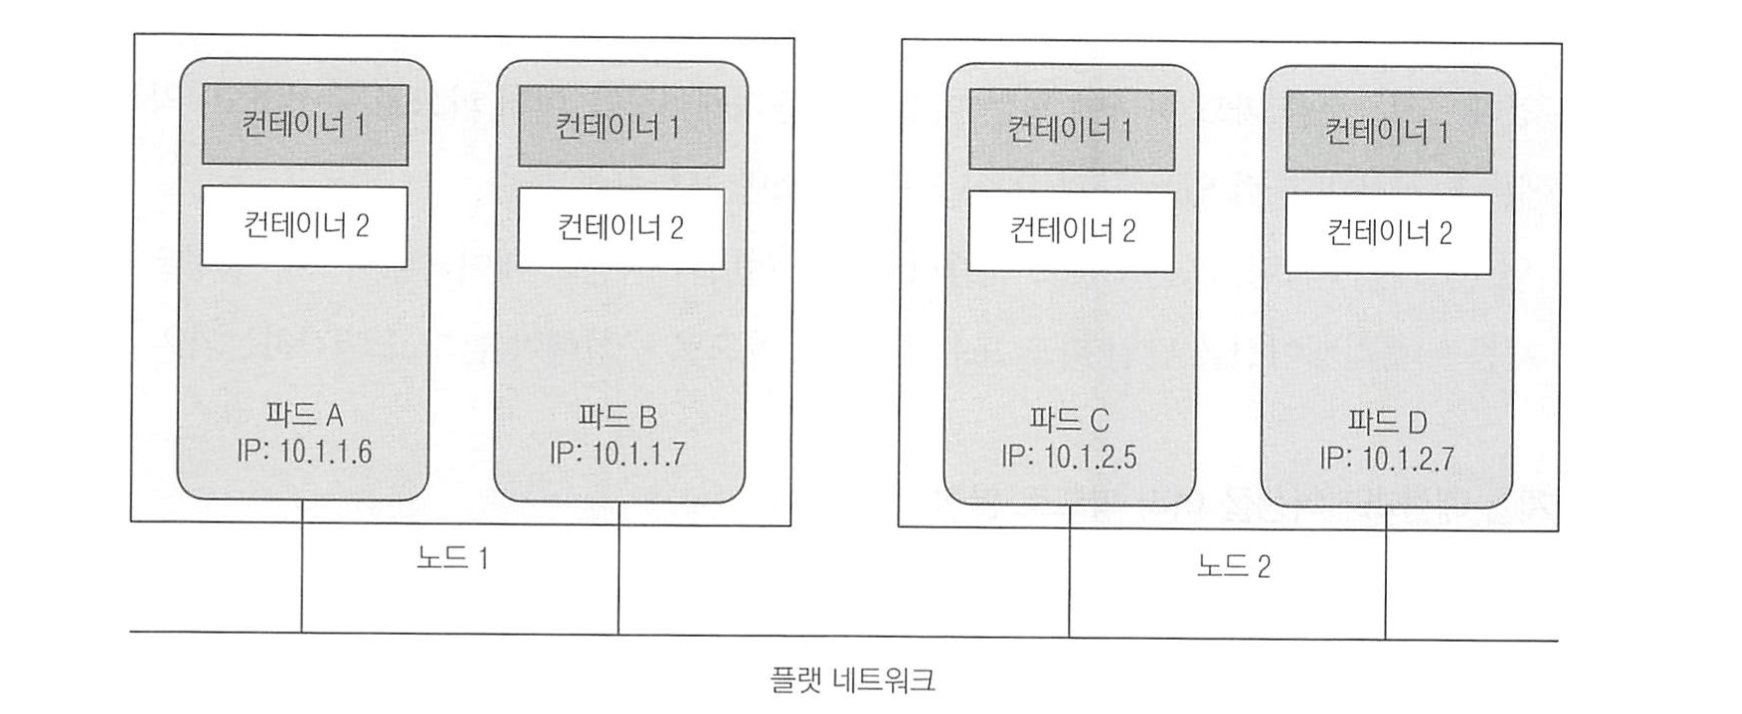 컨테이너 1
컨테이너 2
파드 A
IP: 10.1.1.6
컨테이너 1
컨테이너 2
파드 B
IP: 10.1.1.7
노드 1
컨테이너 1
컨테이너 2
파드 C
IP: 10.1.2.5
컨테이너 1
컨테이너 2
파드 D
IP: 10.1.2.7
노드 2
플랫 네트워크